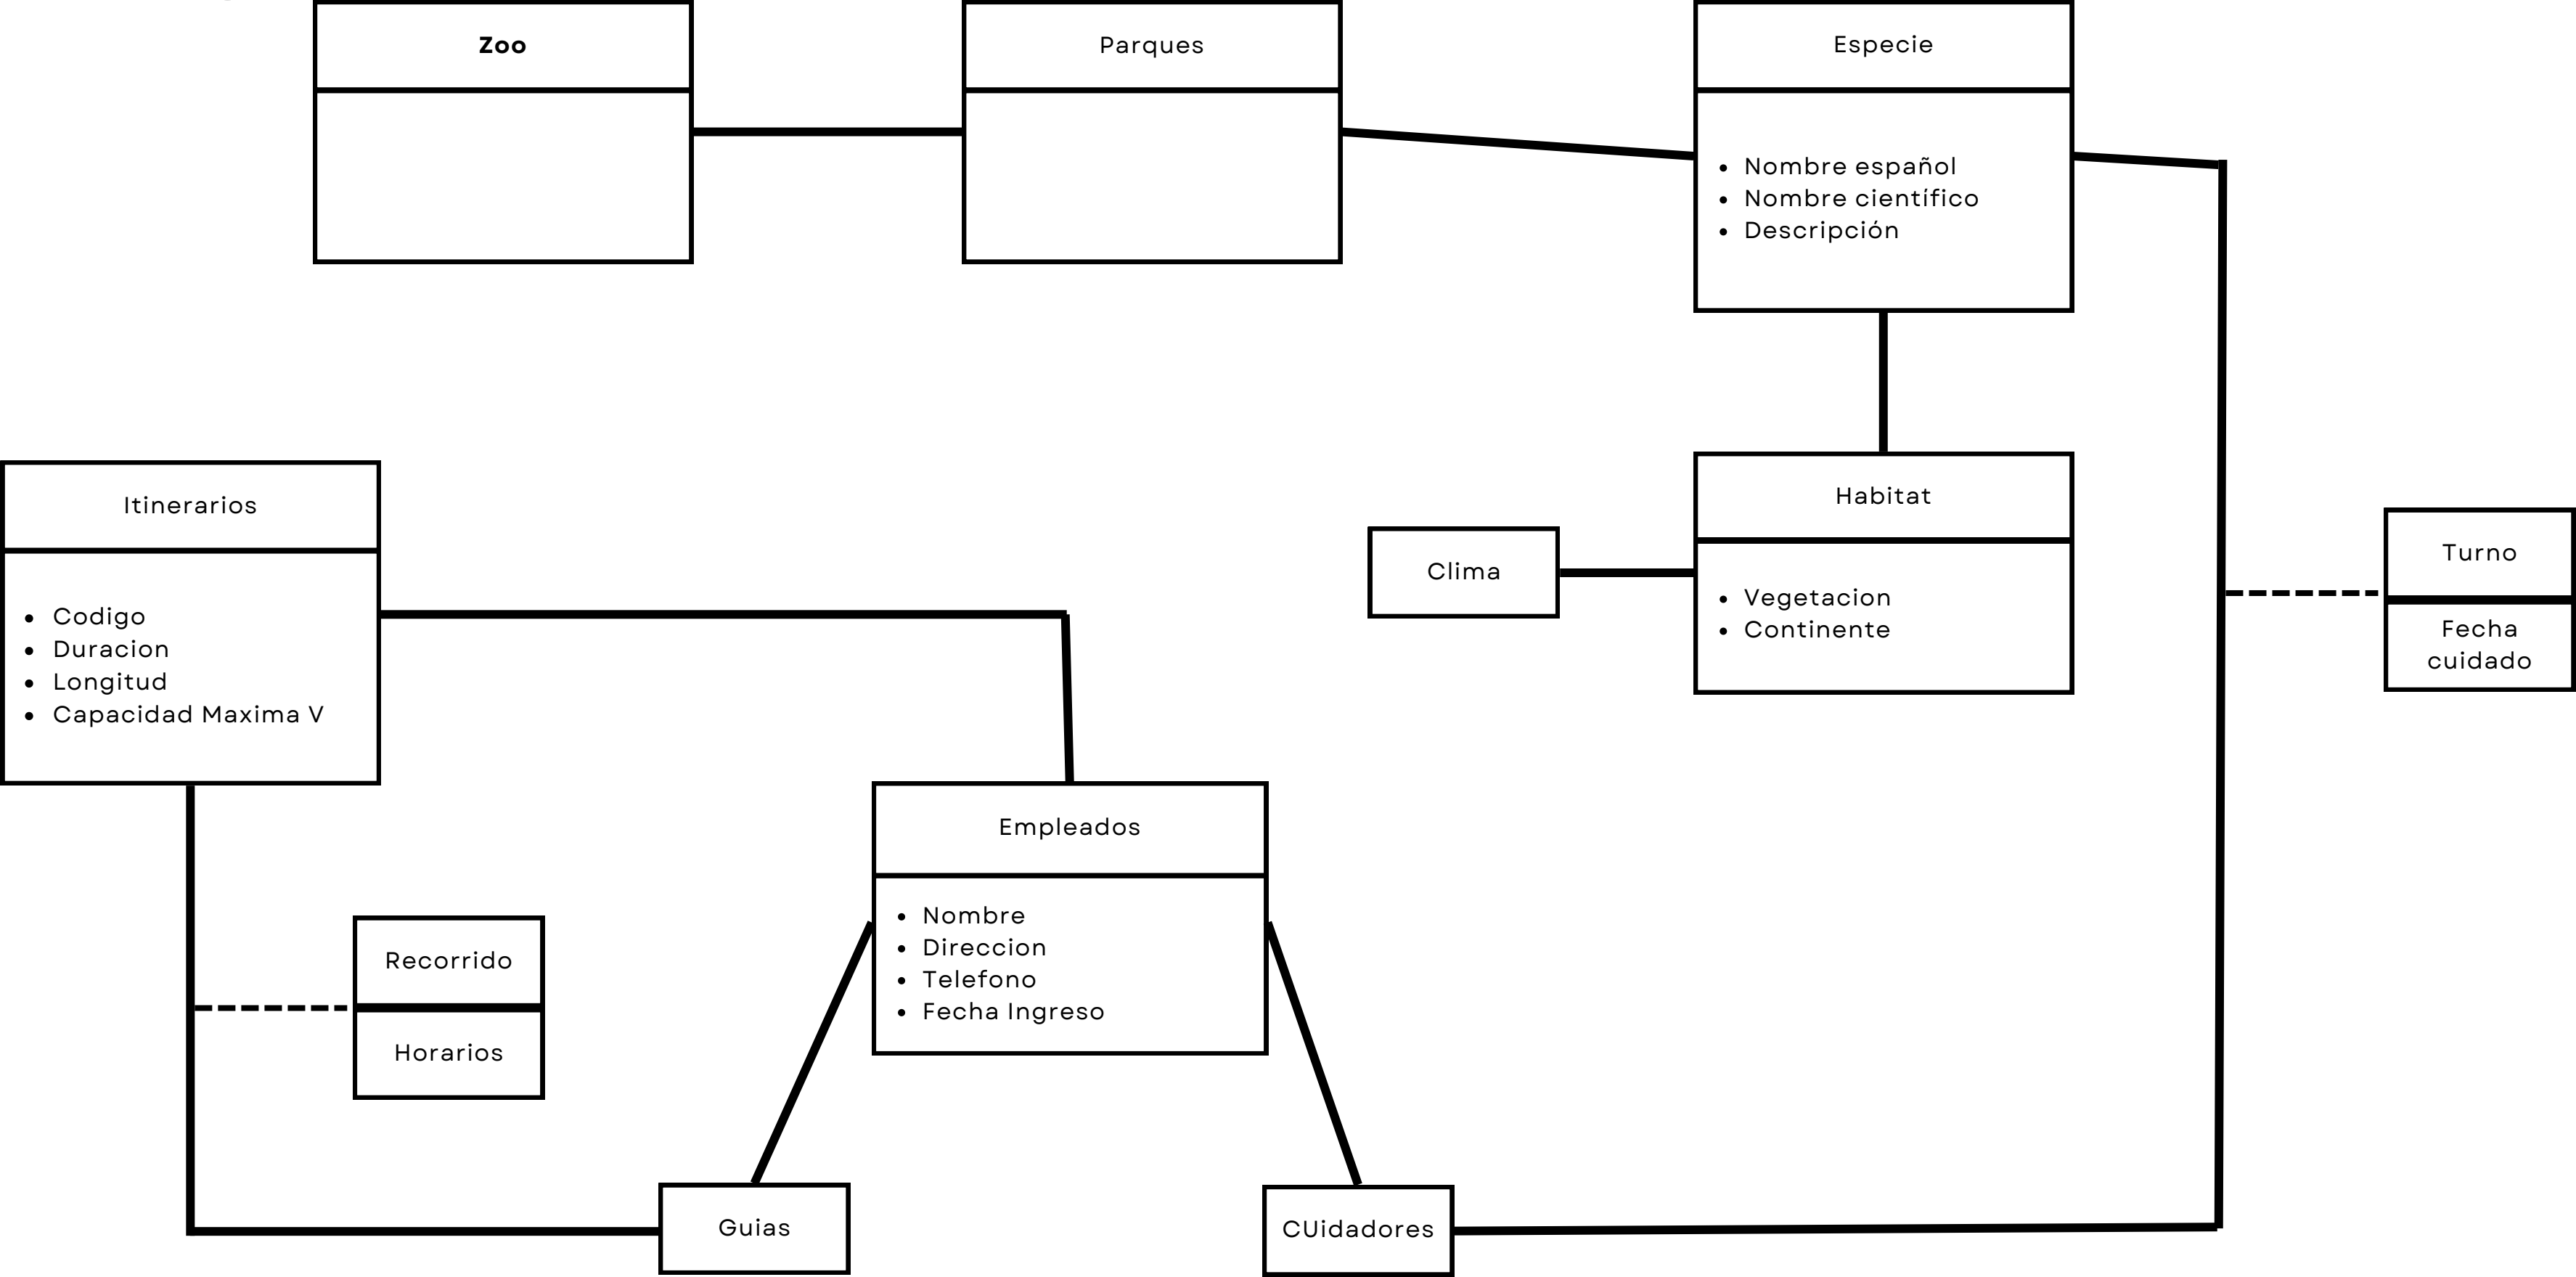 Zoo
Parques
Especie
Nombre español
Nombre científico
Descripción
Itinerarios
Codigo
Duracion
Longitud
Capacidad Maxima V
Clima
Habitat
Vegetacion
Continente
Turno
Fecha
cuidado
Empleados
Nombre
Direccion
Telefono
Fecha Ingreso
Recorrido
Horarios
Guias
CUidadores